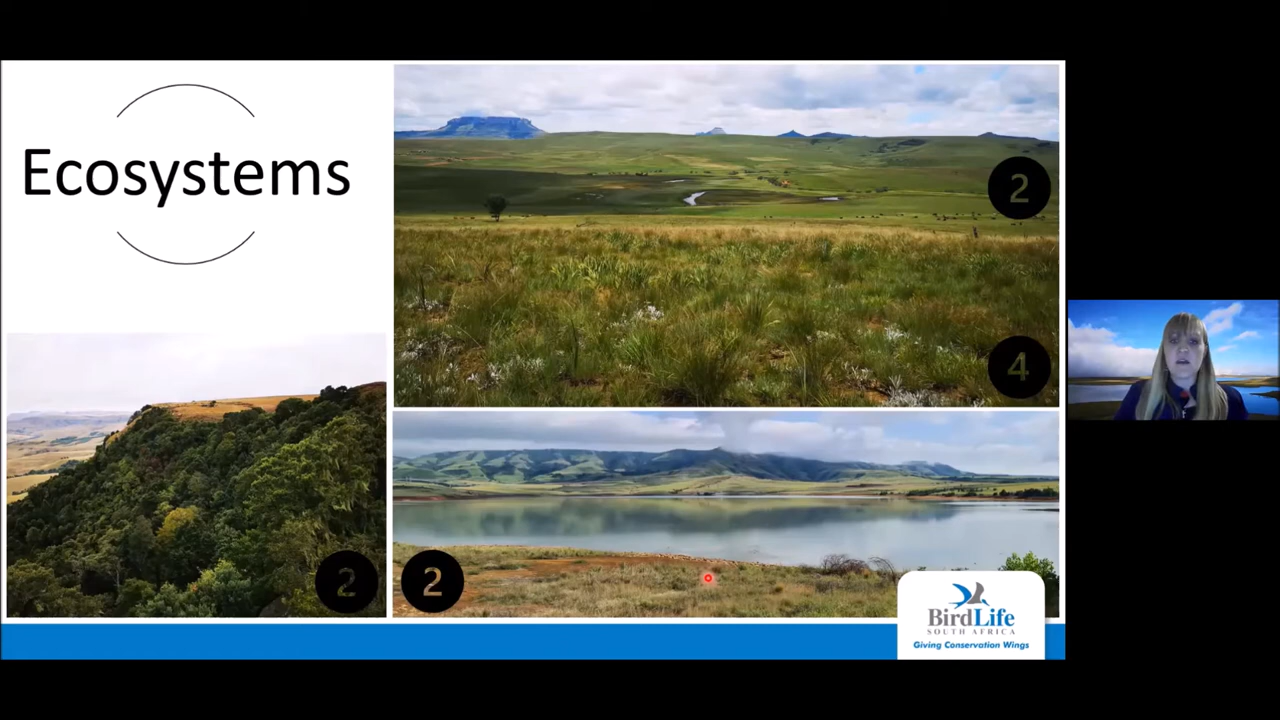 Ecosystems
2
4
2
2
BirdLife
SOUTH AFRICA
Giving Conservation Wings